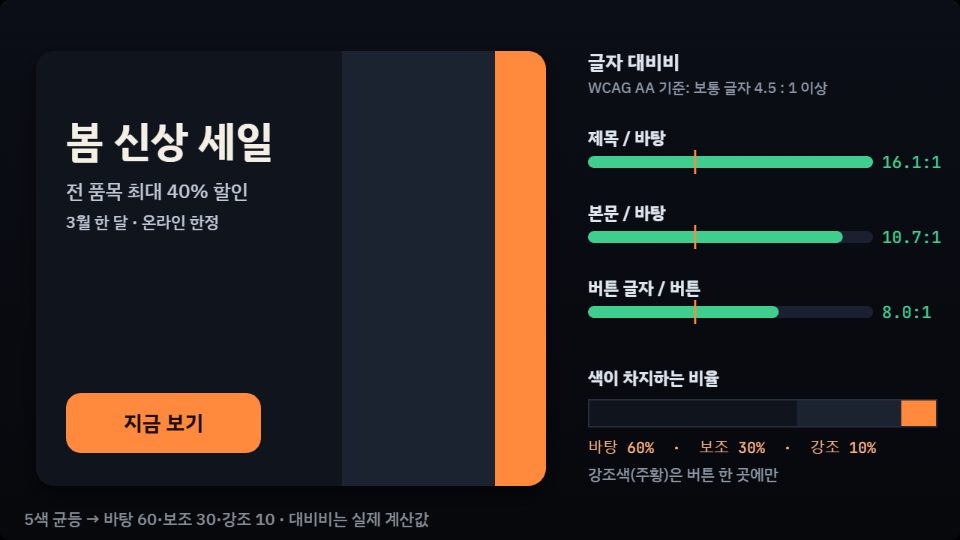 봄 신상 세일
전 품목 최대 40% 할인
3월 한 달 · 온라인 한정
지금 보기
글자 대비비
WCAG AA 기준: 보통 글자 4.5 : 1 이상
제목 / 바탕
16.1:1
본문 / 바탕
10.7:1
버튼 글자 / 버튼
8.0:1
색이 차지하는 비율
바탕 60% · 보조 30% · 강조 10%
강조색(주황)은 버튼 한 곳에만
5색 균등 → 바탕 60·보조 30·강조 10 · 대비비는 실제 계산값